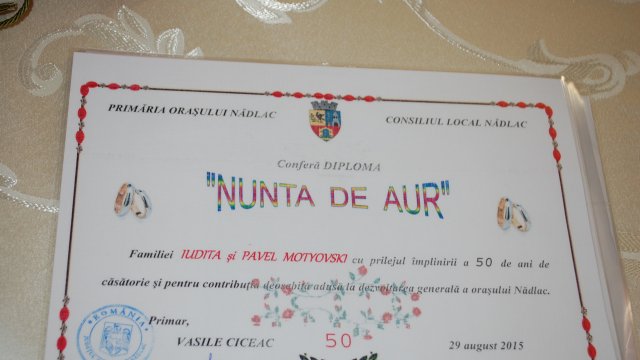 PRIMĂRIA ORAȘULUI NĂDLAC
CONSILIUL LOCAL NĂDLAC
Conferă DIPLOMA
"NUNTA DE AUR"
Familiei IUDITA și PAVEL MOTYOVSKI cu prilejul împlinirii a 50 de ani de
căsătorie și pentru contribuția deosebită adusă la dezvoltarea generală a orașului Nădlac.
ROMÂNIA
Primar,
VASILE CICEAC
50
29 august 2015